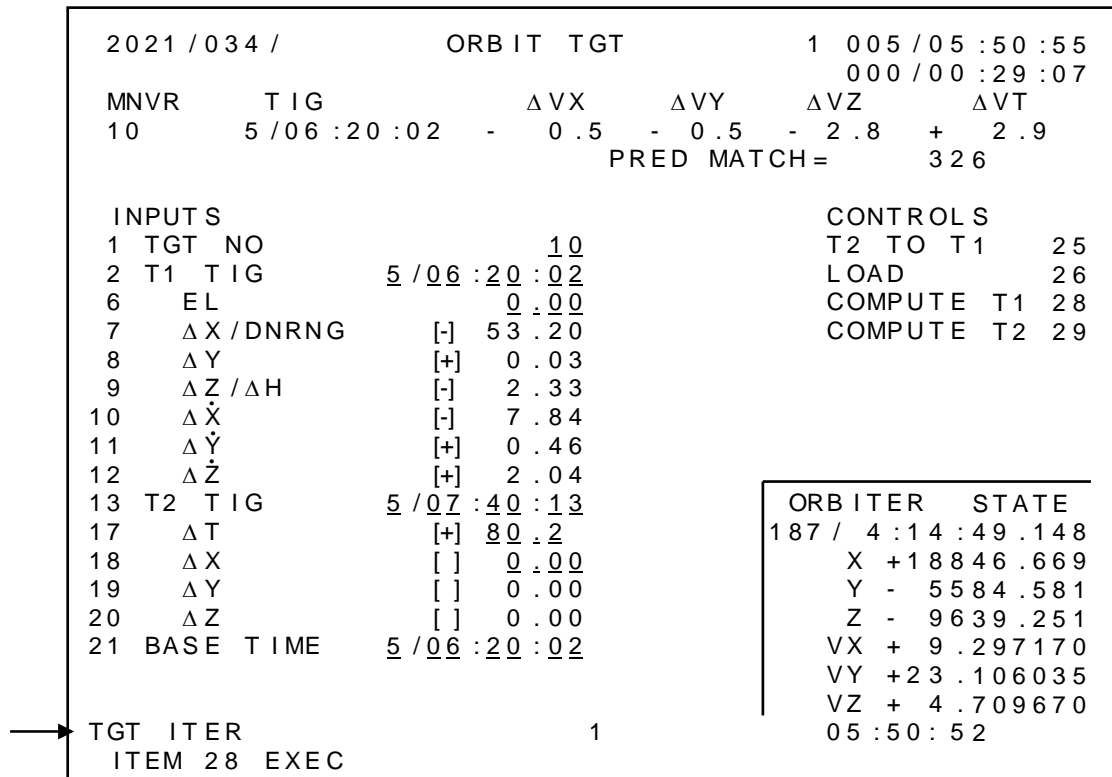 2021/034/ ORBIT TGT 1 005/05:50:55
000/00:29:07
MNVR TIG ΔVX ΔVY ΔVZ ΔVT
10 5/06:20:02 - 0.5 - 0.5 - 2.8 + 2.9
PRED MATCH= 326
INPUTS CONTROLS
1 TGT NO 10 T2 TO T1 25
2 T1 TIG 5/06:20:02 LOAD 26
6 EL 0.00 COMPUTE T1 28
7 ΔX/DNRNG [-] 53.20 COMPUTE T2 29
8 ΔY [+] 0.03
9 ΔZ/ΔH [-] 2.33
10 ΔẊ [-] 7.84
11 ΔẎ [+] 0.46
12 ΔŻ [+] 2.04
13 T2 TIG 5/07:40:13 ORBITER STATE
17 ΔT [+] 80.2 187/ 4:14:49.148
18 ΔX [ ] 0.00 X +18846.669
19 ΔY [ ] 0.00 Y - 5584.581
20 ΔZ [ ] 0.00 Z - 9639.251
21 BASE TIME 5/06:20:02 VX + 9.297170
VY +23.106035
VZ + 4.709670
TGT ITER 1 05:50:52
ITEM 28 EXEC